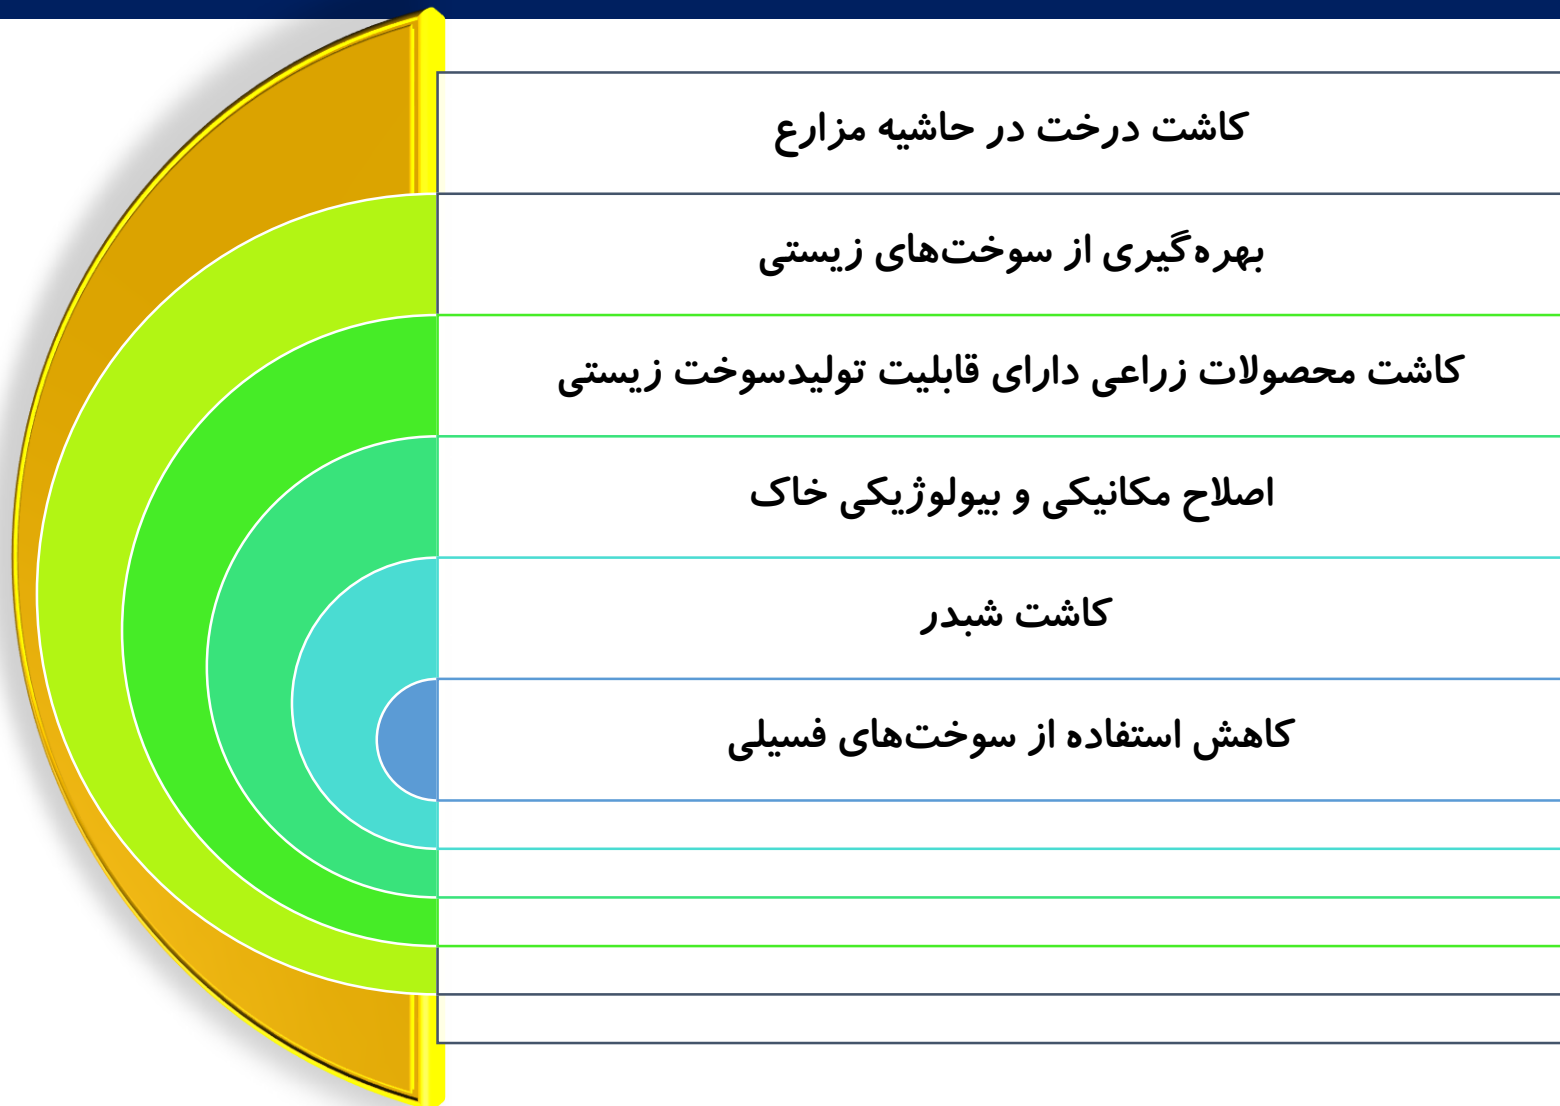 کاشت درخت در حاشیه مزارع
بهره‌گیری از سوخت‌های زیستی
کاشت محصولات زراعی دارای قابلیت تولیدسوخت زیستی
اصلاح مکانیکی و بیولوژیکی خاک
کاشت شبدر
کاهش استفاده از سوخت‌های فسیلی